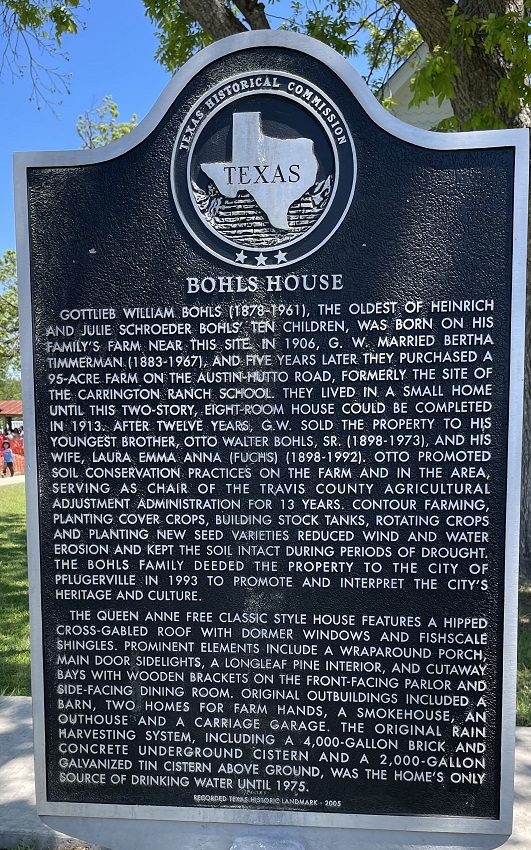 TEXAS HISTORICAL COMMISSION
TEXAS
BOHLS HOUSE
GOTTLIEB WILLIAM BOHLS (1878-1961), THE OLDEST OF HEINRICH
AND JULIE SCHROEDER BOHLS' TEN CHILDREN, WAS BORN ON HIS
FAMILY'S FARM NEAR THIS SITE. IN 1906, G. W. MARRIED BERTHA
TIMMERMAN (1883-1967), AND FIVE YEARS LATER THEY PURCHASED A
95-ACRE FARM ON THE AUSTIN-HUTTO ROAD, FORMERLY THE SITE OF
THE CARRINGTON RANCH SCHOOL. THEY LIVED IN A SMALL HOME
UNTIL THIS TWO-STORY, EIGHT-ROOM HOUSE COULD BE COMPLETED
IN 1913. AFTER TWELVE YEARS, G.W. SOLD THE PROPERTY TO HIS
YOUNGEST BROTHER, OTTO WALTER BOHLS, SR. (1898-1973), AND HIS
WIFE, LAURA EMMA ANNA (FUCHS) (1898-1992). OTTO PROMOTED
SOIL CONSERVATION PRACTICES ON THE FARM AND IN THE AREA,
SERVING AS CHAIR OF THE TRAVIS COUNTY AGRICULTURAL
ADJUSTMENT ADMINISTRATION FOR 13 YEARS. CONTOUR FARMING,
PLANTING COVER CROPS, BUILDING STOCK TANKS, ROTATING CROPS
AND PLANTING NEW SEED VARIETIES REDUCED WIND AND WATER
EROSION AND KEPT THE SOIL INTACT DURING PERIODS OF DROUGHT.
THE BOHLS FAMILY DEEDED THE PROPERTY TO THE CITY OF
PFLUGERVILLE IN 1993 TO PROMOTE AND INTERPRET THE CITY'S
HERITAGE AND CULTURE.
THE QUEEN ANNE FREE CLASSIC STYLE HOUSE FEATURES A HIPPED
CROSS-GABLED ROOF WITH DORMER WINDOWS AND FISHSCALE
SHINGLES. PROMINENT ELEMENTS INCLUDE A WRAPAROUND PORCH,
MAIN DOOR SIDELIGHTS, A LONGLEAF PINE INTERIOR, AND CUTAWAY
BAYS WITH WOODEN BRACKETS ON THE FRONT-FACING PARLOR AND
SIDE-FACING DINING ROOM. ORIGINAL OUTBUILDINGS INCLUDED A
BARN, TWO HOMES FOR FARM HANDS, A SMOKEHOUSE, AN
OUTHOUSE AND A CARRIAGE GARAGE. THE ORIGINAL RAIN
HARVESTING SYSTEM, INCLUDING A 4,000-GALLON BRICK AND
CONCRETE UNDERGROUND CISTERN AND A 2,000-GALLON
GALVANIZED TIN CISTERN ABOVE GROUND, WAS THE HOME'S ONLY
SOURCE OF DRINKING WATER UNTIL 1975.
RECORDED TEXAS HISTORIC LANDMARK - 2005